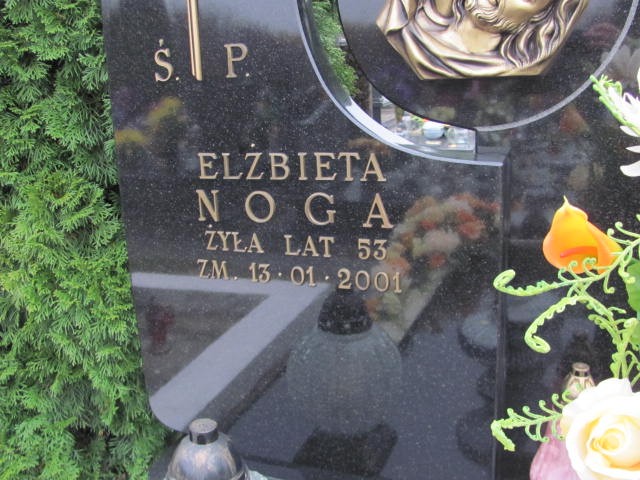 Ś. P.
ELŻBIETA
NOGA
ŻYŁA LAT 53
ZM. 13·01·2001